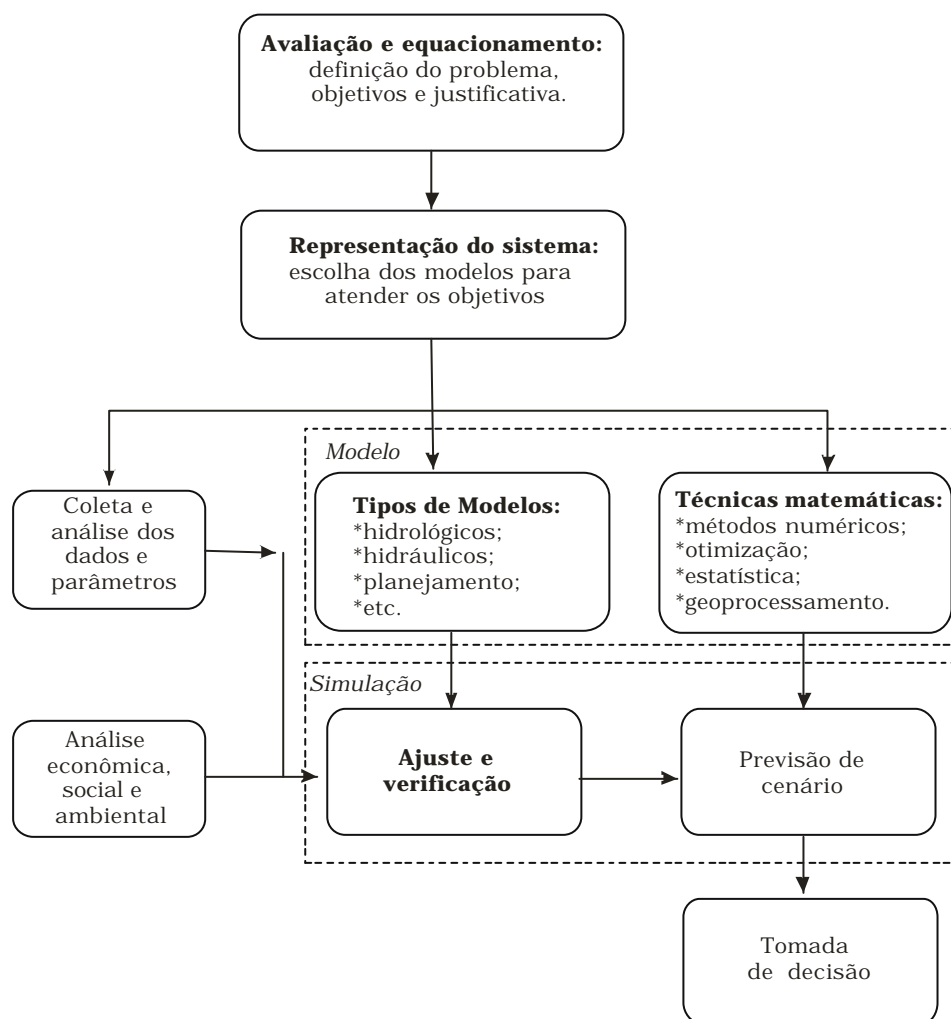 Avaliação e equacionamento:
definição do problema,
objetivos e justificativa.
Representação do sistema:
escolha dos modelos para
atender os objetivos
Modelo
Coleta e
análise dos
dados e
parâmetros
Tipos de Modelos:
*hidrológicos;
*hidráulicos;
*planejamento;
*etc.
Técnicas matemáticas:
*métodos numéricos;
*otimização;
*estatística;
*geoprocessamento.
Simulação
Análise
econômica,
social e
ambiental
Ajuste e
verificação
Previsão de
cenário
Tomada
de decisão